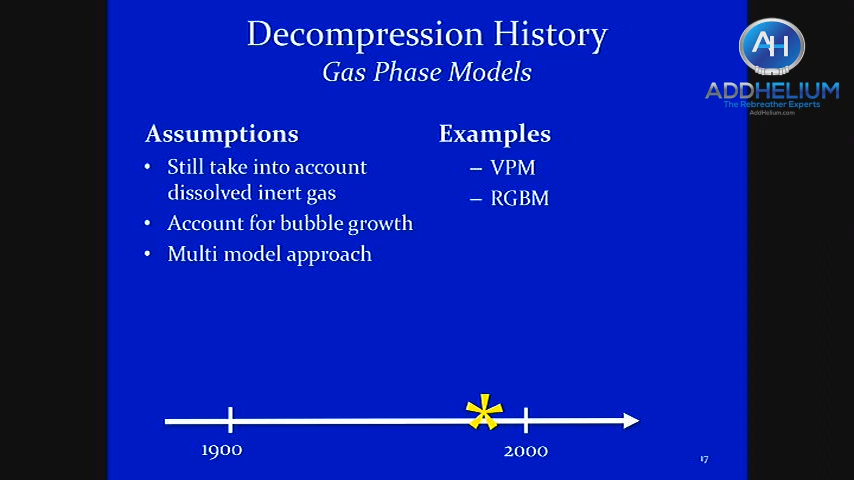 Decompression History
Gas Phase Models
AH
ADDHELIUM
The Rebreather Experts
AddHelium.com
Assumptions
• Still take into account
dissolved inert gas
• Account for bubble growth
• Multi model approach
Examples
– VPM
– RGBM
*
1900
2000
17